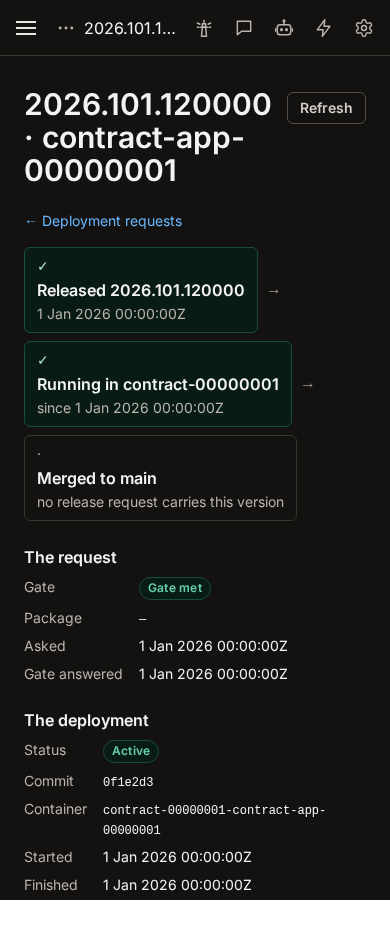 2026.101.1…
2026.101.120000
· contract-app-
00000001
Refresh
← Deployment requests
✓
Released 2026.101.120000
1 Jan 2026 00:00:00Z
→
✓
Running in contract-00000001
since 1 Jan 2026 00:00:00Z
→
·
Merged to main
no release request carries this version
The request
Gate Gate met
Package –
Asked 1 Jan 2026 00:00:00Z
Gate answered 1 Jan 2026 00:00:00Z
The deployment
Status Active
Commit 0f1e2d3
Container contract-00000001-contract-app-
00000001
Started 1 Jan 2026 00:00:00Z
Finished 1 Jan 2026 00:00:00Z